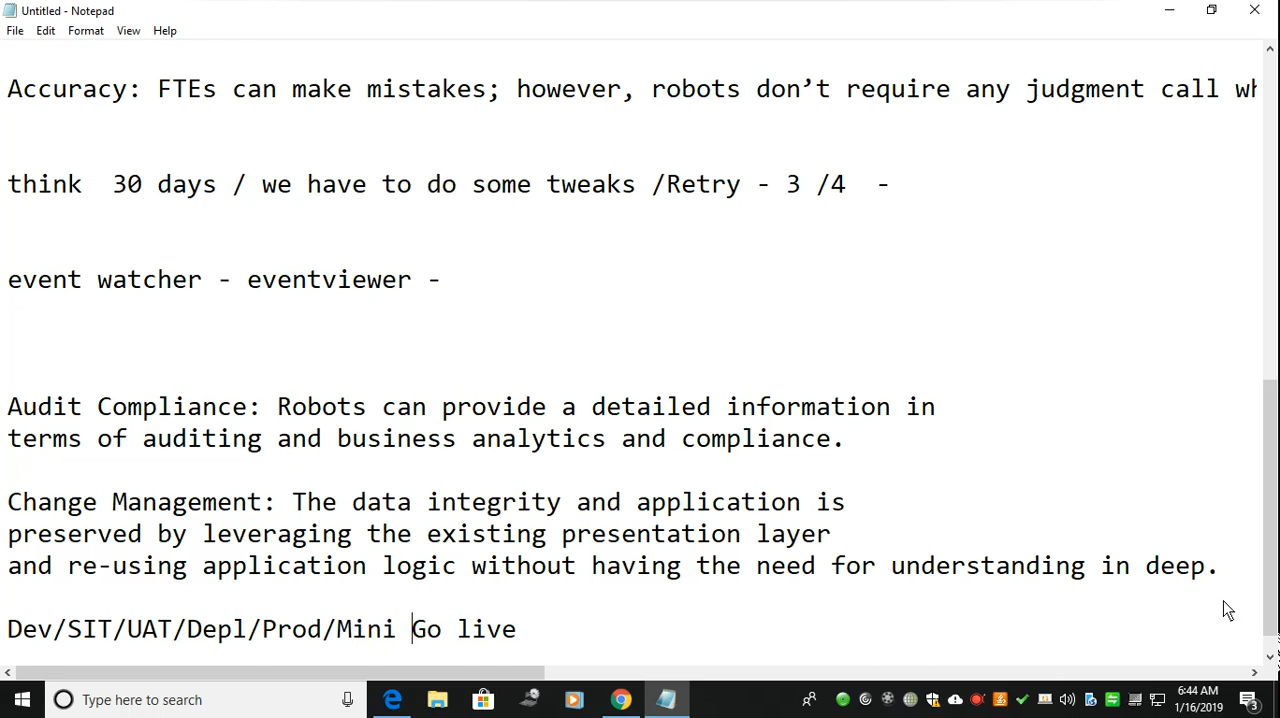 Untitled - Notepad
File Edit Format View Help
Accuracy: FTEs can make mistakes; however, robots don’t require any judgment call wh
think  30 days / we have to do some tweaks /Retry - 3 /4  -
event watcher - eventviewer -
Audit Compliance: Robots can provide a detailed information in
terms of auditing and business analytics and compliance.
Change Management: The data integrity and application is
preserved by leveraging the existing presentation layer
and re-using application logic without having the need for understanding in deep.
Dev/SIT/UAT/Depl/Prod/Mini Go live
Type here to search
6:44 AM
1/16/2019
3